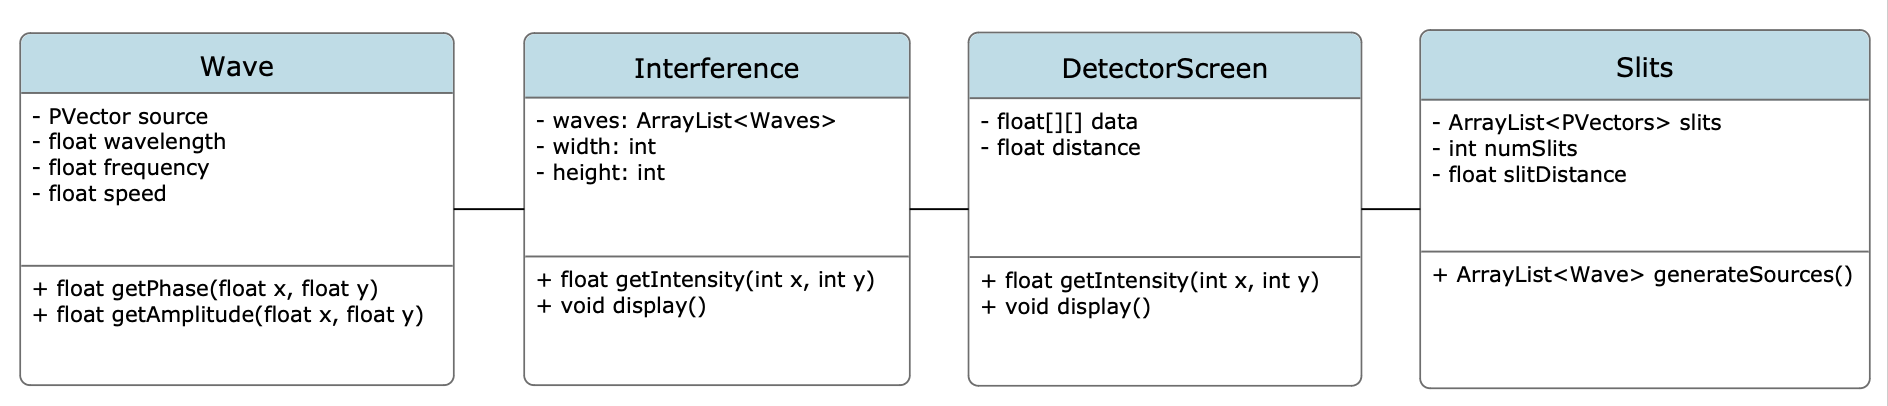 Wave
- PVector source
- float wavelength
- float frequency
- float speed
+ float getPhase(float x, float y)
+ float getAmplitude(float x, float y)
Interference
- waves: ArrayList<Waves>
- width: int
- height: int
+ float getIntensity(int x, int y)
+ void display()
DetectorScreen
- float[][] data
- float distance
+ float getIntensity(int x, int y)
+ void display()
Slits
- ArrayList<PVectors> slits
- int numSlits
- float slitDistance
+ ArrayList<Wave> generateSources()